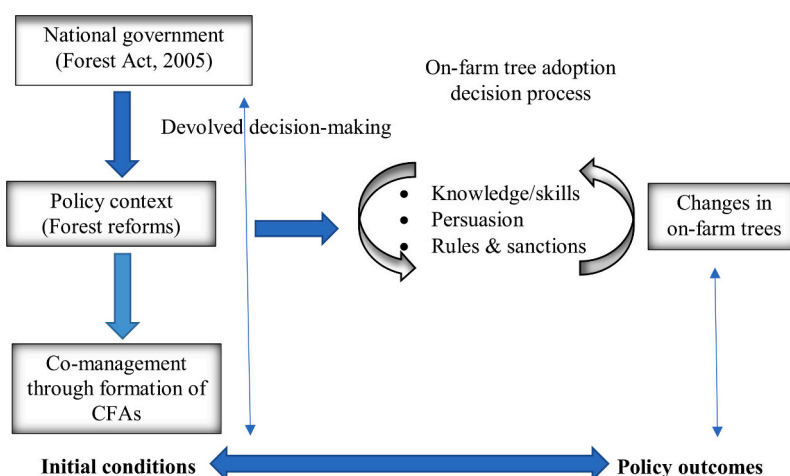 National government
(Forest Act, 2005)
On-farm tree adoption
decision process
Devolved decision-making
Policy context
(Forest reforms)
• Knowledge/skills
• Persuasion
• Rules & sanctions
Changes in
on-farm trees
Co-management
through formation of
CFAs
Initial conditions
Policy outcomes